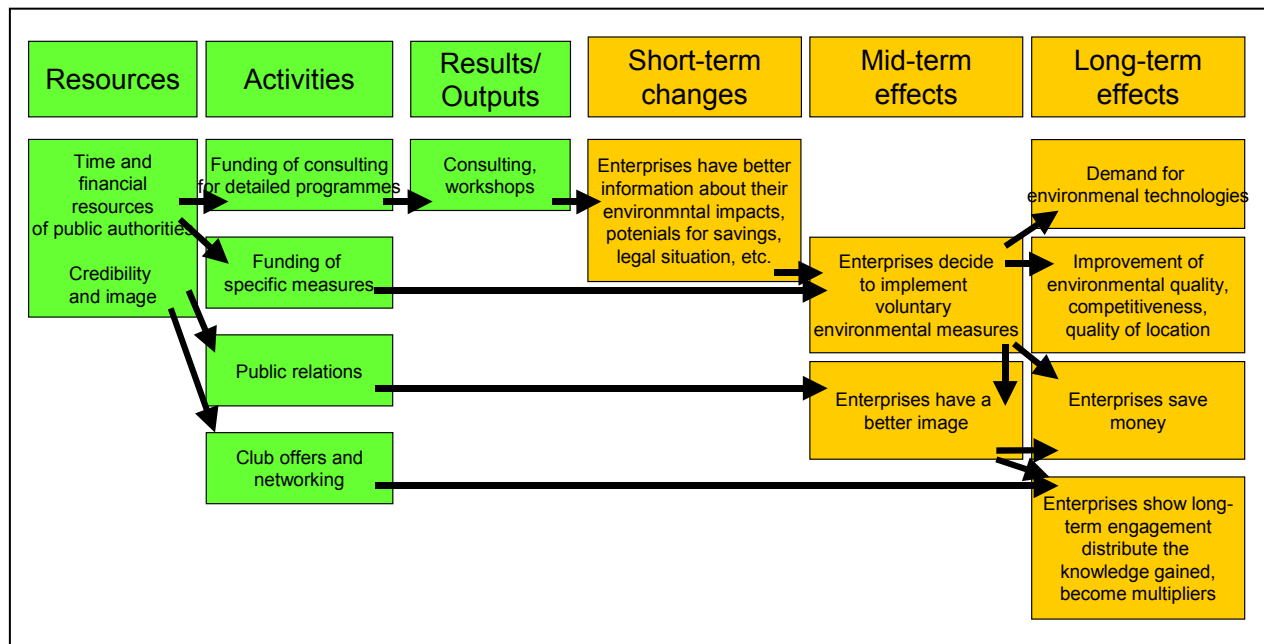 Resources
Activities
Results/
Outputs
Short-term
changes
Mid-term
effects
Long-term
effects
Time and
financial
resources
of public authorities
Credibility
and image
Funding of consulting
for detailed programmes
Funding of
specific measures
Public relations
Club offers and
networking
Consulting,
workshops
Enterprises have better
information about their
environmntal impacts,
potenials for savings,
legal situation, etc.
Enterprises decide
to implement
voluntary
environmental measures
Enterprises have a
better image
Demand for
environmenal technologies
Improvement of
environmental quality,
competitiveness,
quality of location
Enterprises save
money
Enterprises show long-
term engagement
distribute the
knowledge gained,
become multipliers